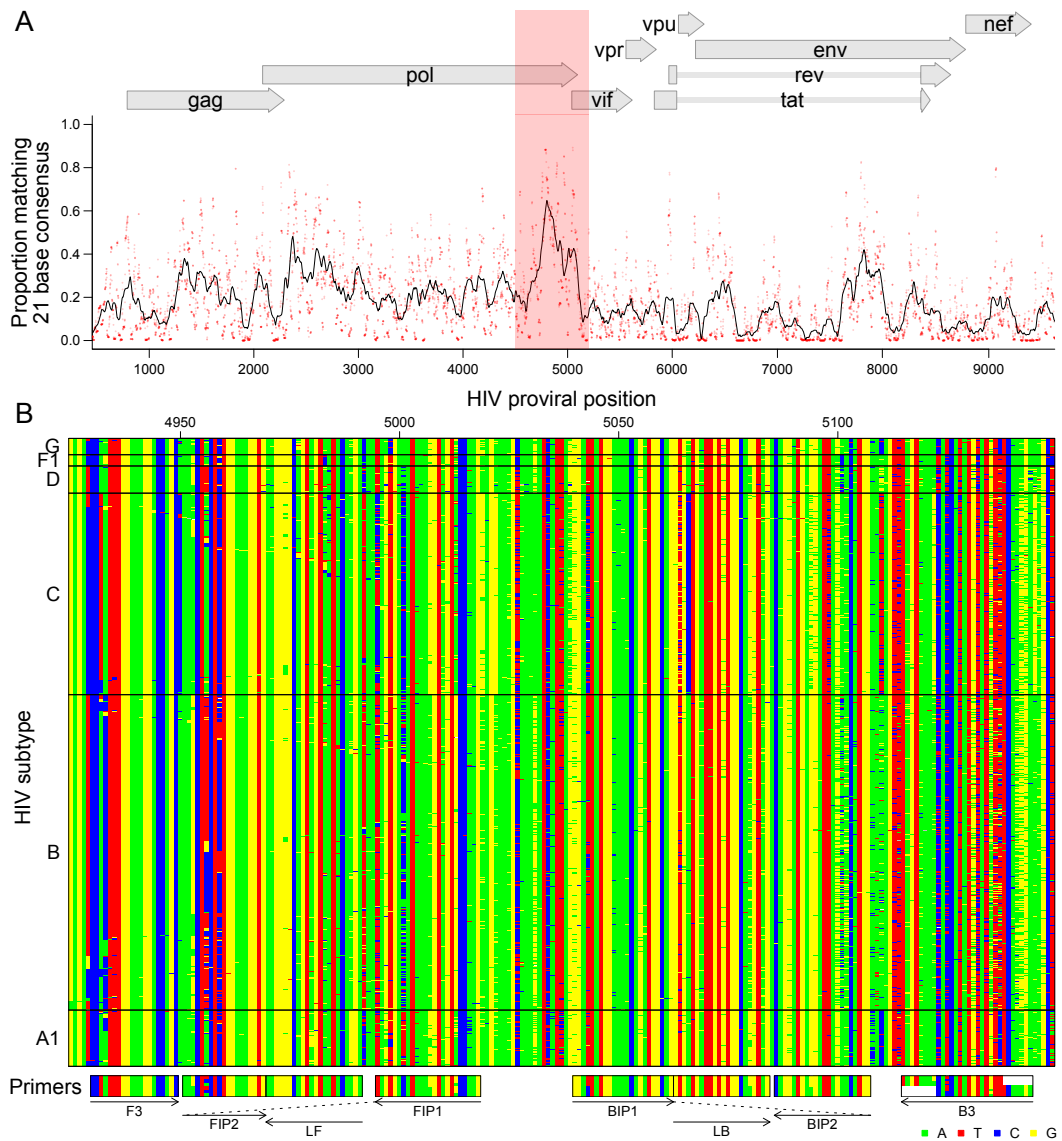 A
vpu
nef
vpr
env
pol
rev
gag
vif
tat
Proportion matching
21 base consensus
1.0
0.8
0.6
0.4
0.2
0.0
1000 2000 3000 4000 5000 6000 7000 8000 9000
HIV proviral position
B
4950 5000 5050 5100
HIV subtype
G
F1
D
C
B
A1
Primers
F3 FIP1 BIP1 B3
FIP2 LF LB BIP2
A T C G